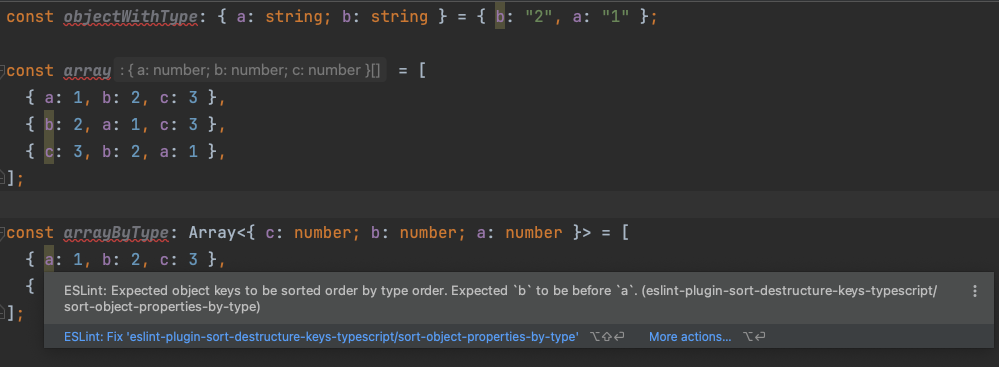 const objectWithType: { a: string; b: string } = { b: "2", a: "1" };
const array : { a: number; b: number; c: number }[] = [
{ a: 1, b: 2, c: 3 },
{ b: 2, a: 1, c: 3 },
{ c: 3, b: 2, a: 1 },
];
const arrayByType: Array<{ c: number; b: number; a: number }> = [
{ a: 1, b: 2, c: 3 },
{
ESLint: Expected object keys to be sorted order by type order. Expected `b` to be before `a`. (eslint-plugin-sort-destructure-keys-typescript/
sort-object-properties-by-type)
];
ESLint: Fix 'eslint-plugin-sort-destructure-keys-typescript/sort-object-properties-by-type' ⌥⇧⏎ More actions... ⌥⏎